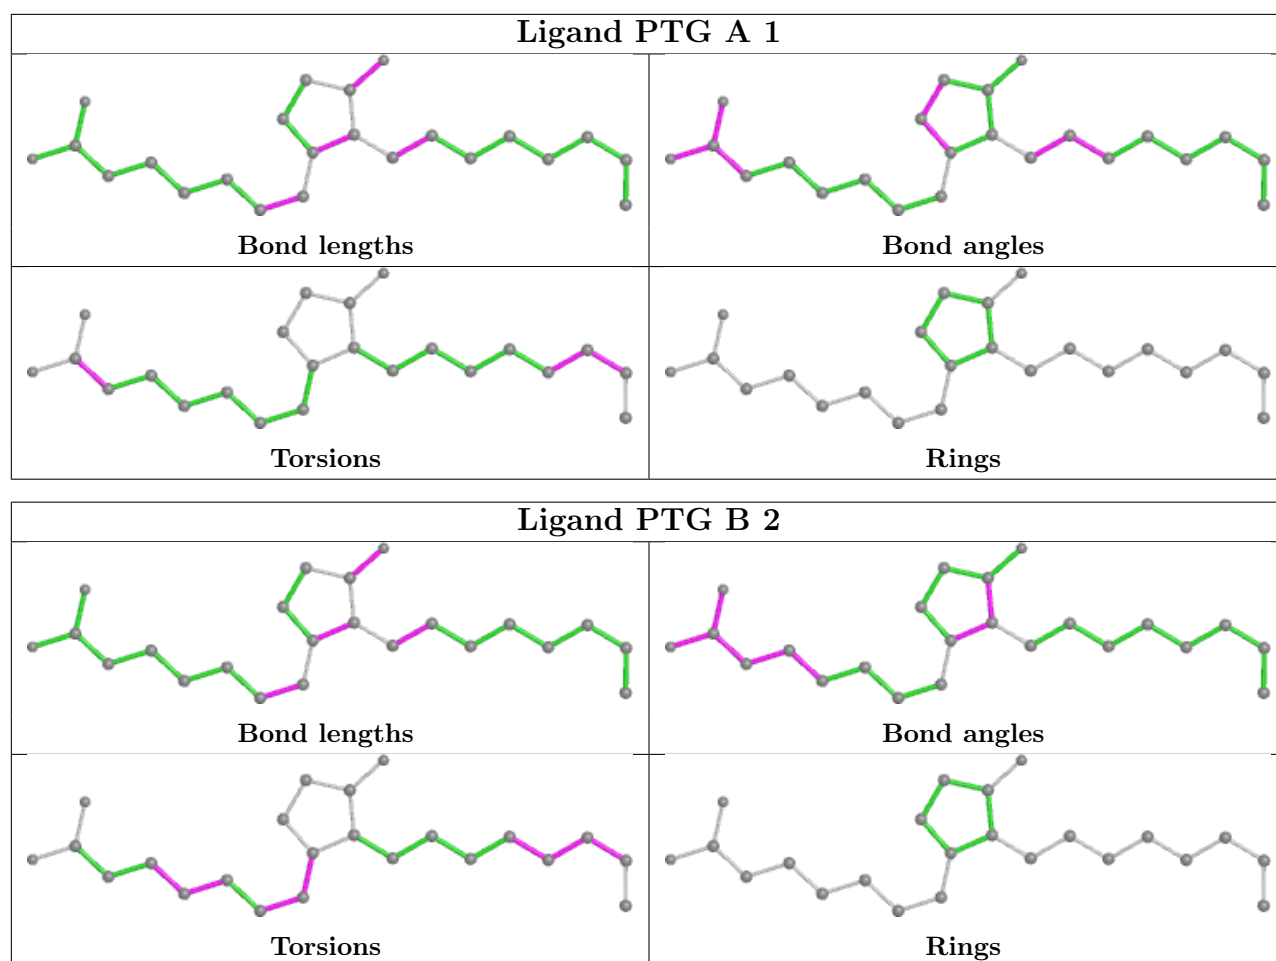 Ligand PTG A 1
Bond lengths
Bond angles
Torsions
Rings
Ligand PTG B 2
Bond lengths
Bond angles
Torsions
Rings